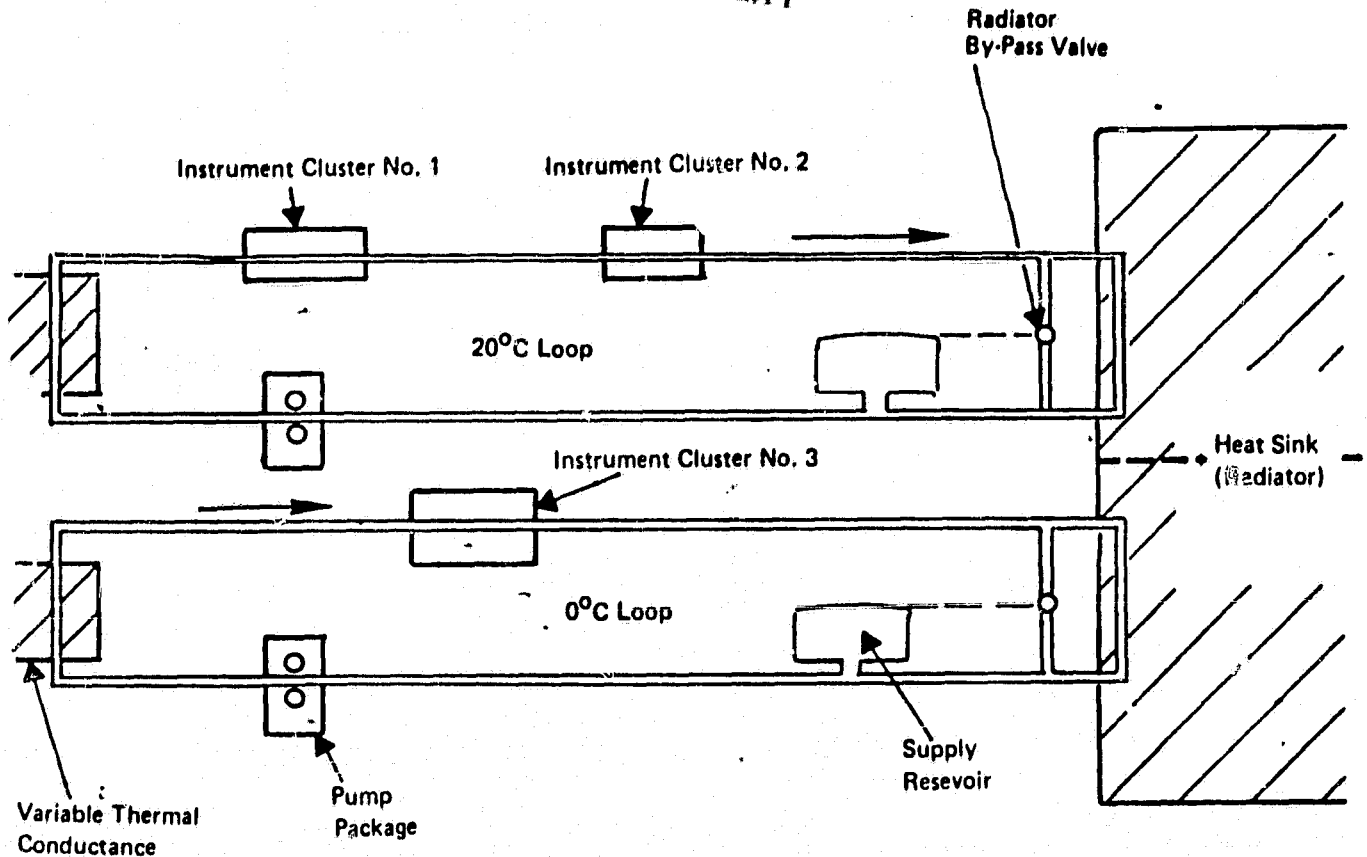 Radiator
By-Pass Valve
Instrument Cluster No. 1
Instrument Cluster No. 2
20°C Loop
Heat Sink
(Radiator)
Instrument Cluster No. 3
0°C Loop
Supply
Resevoir
Pump
Package
Variable Thermal
Conductance